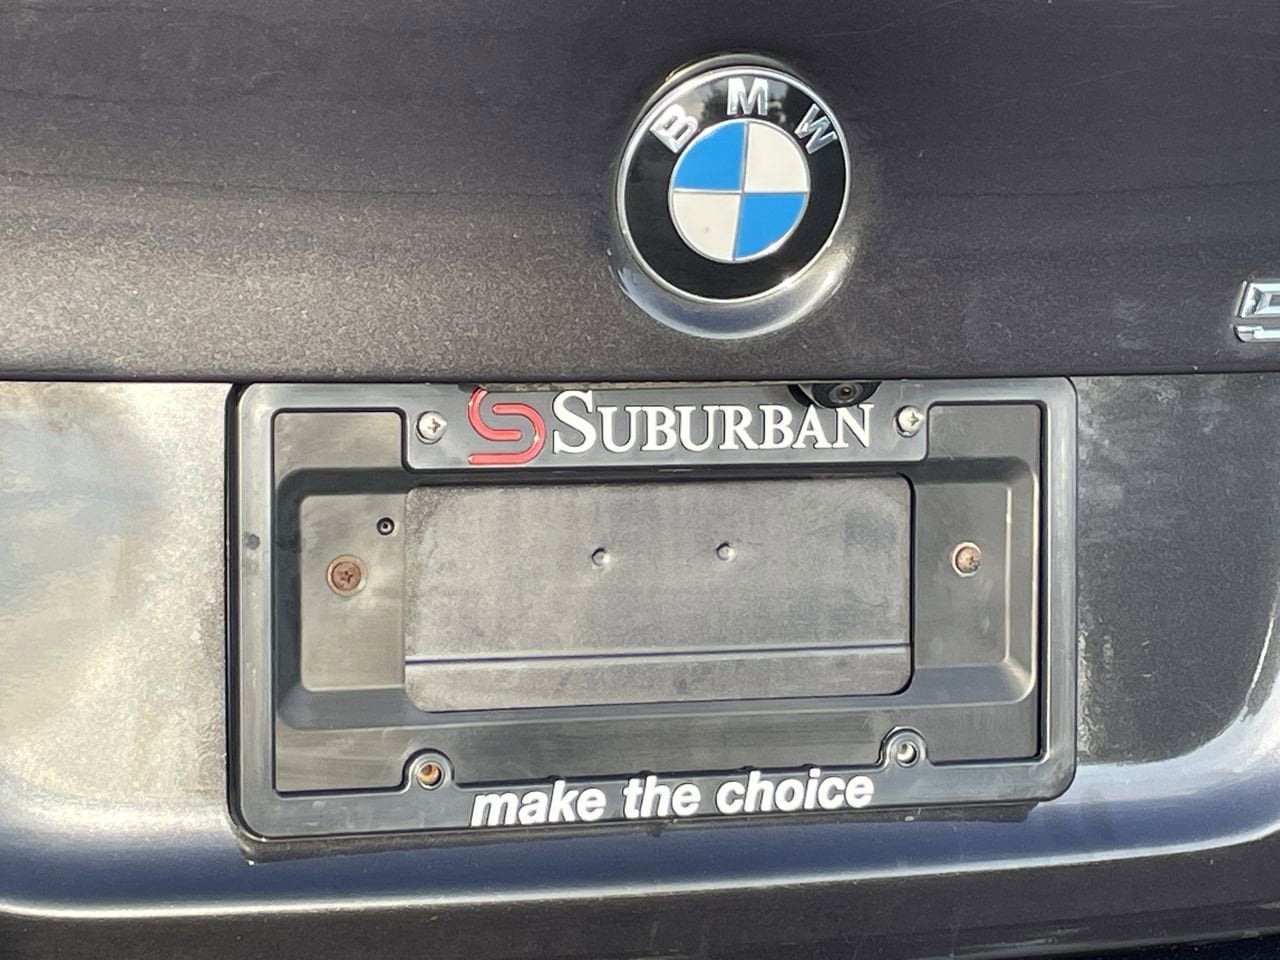 BMW
SUBURBAN
make the choice